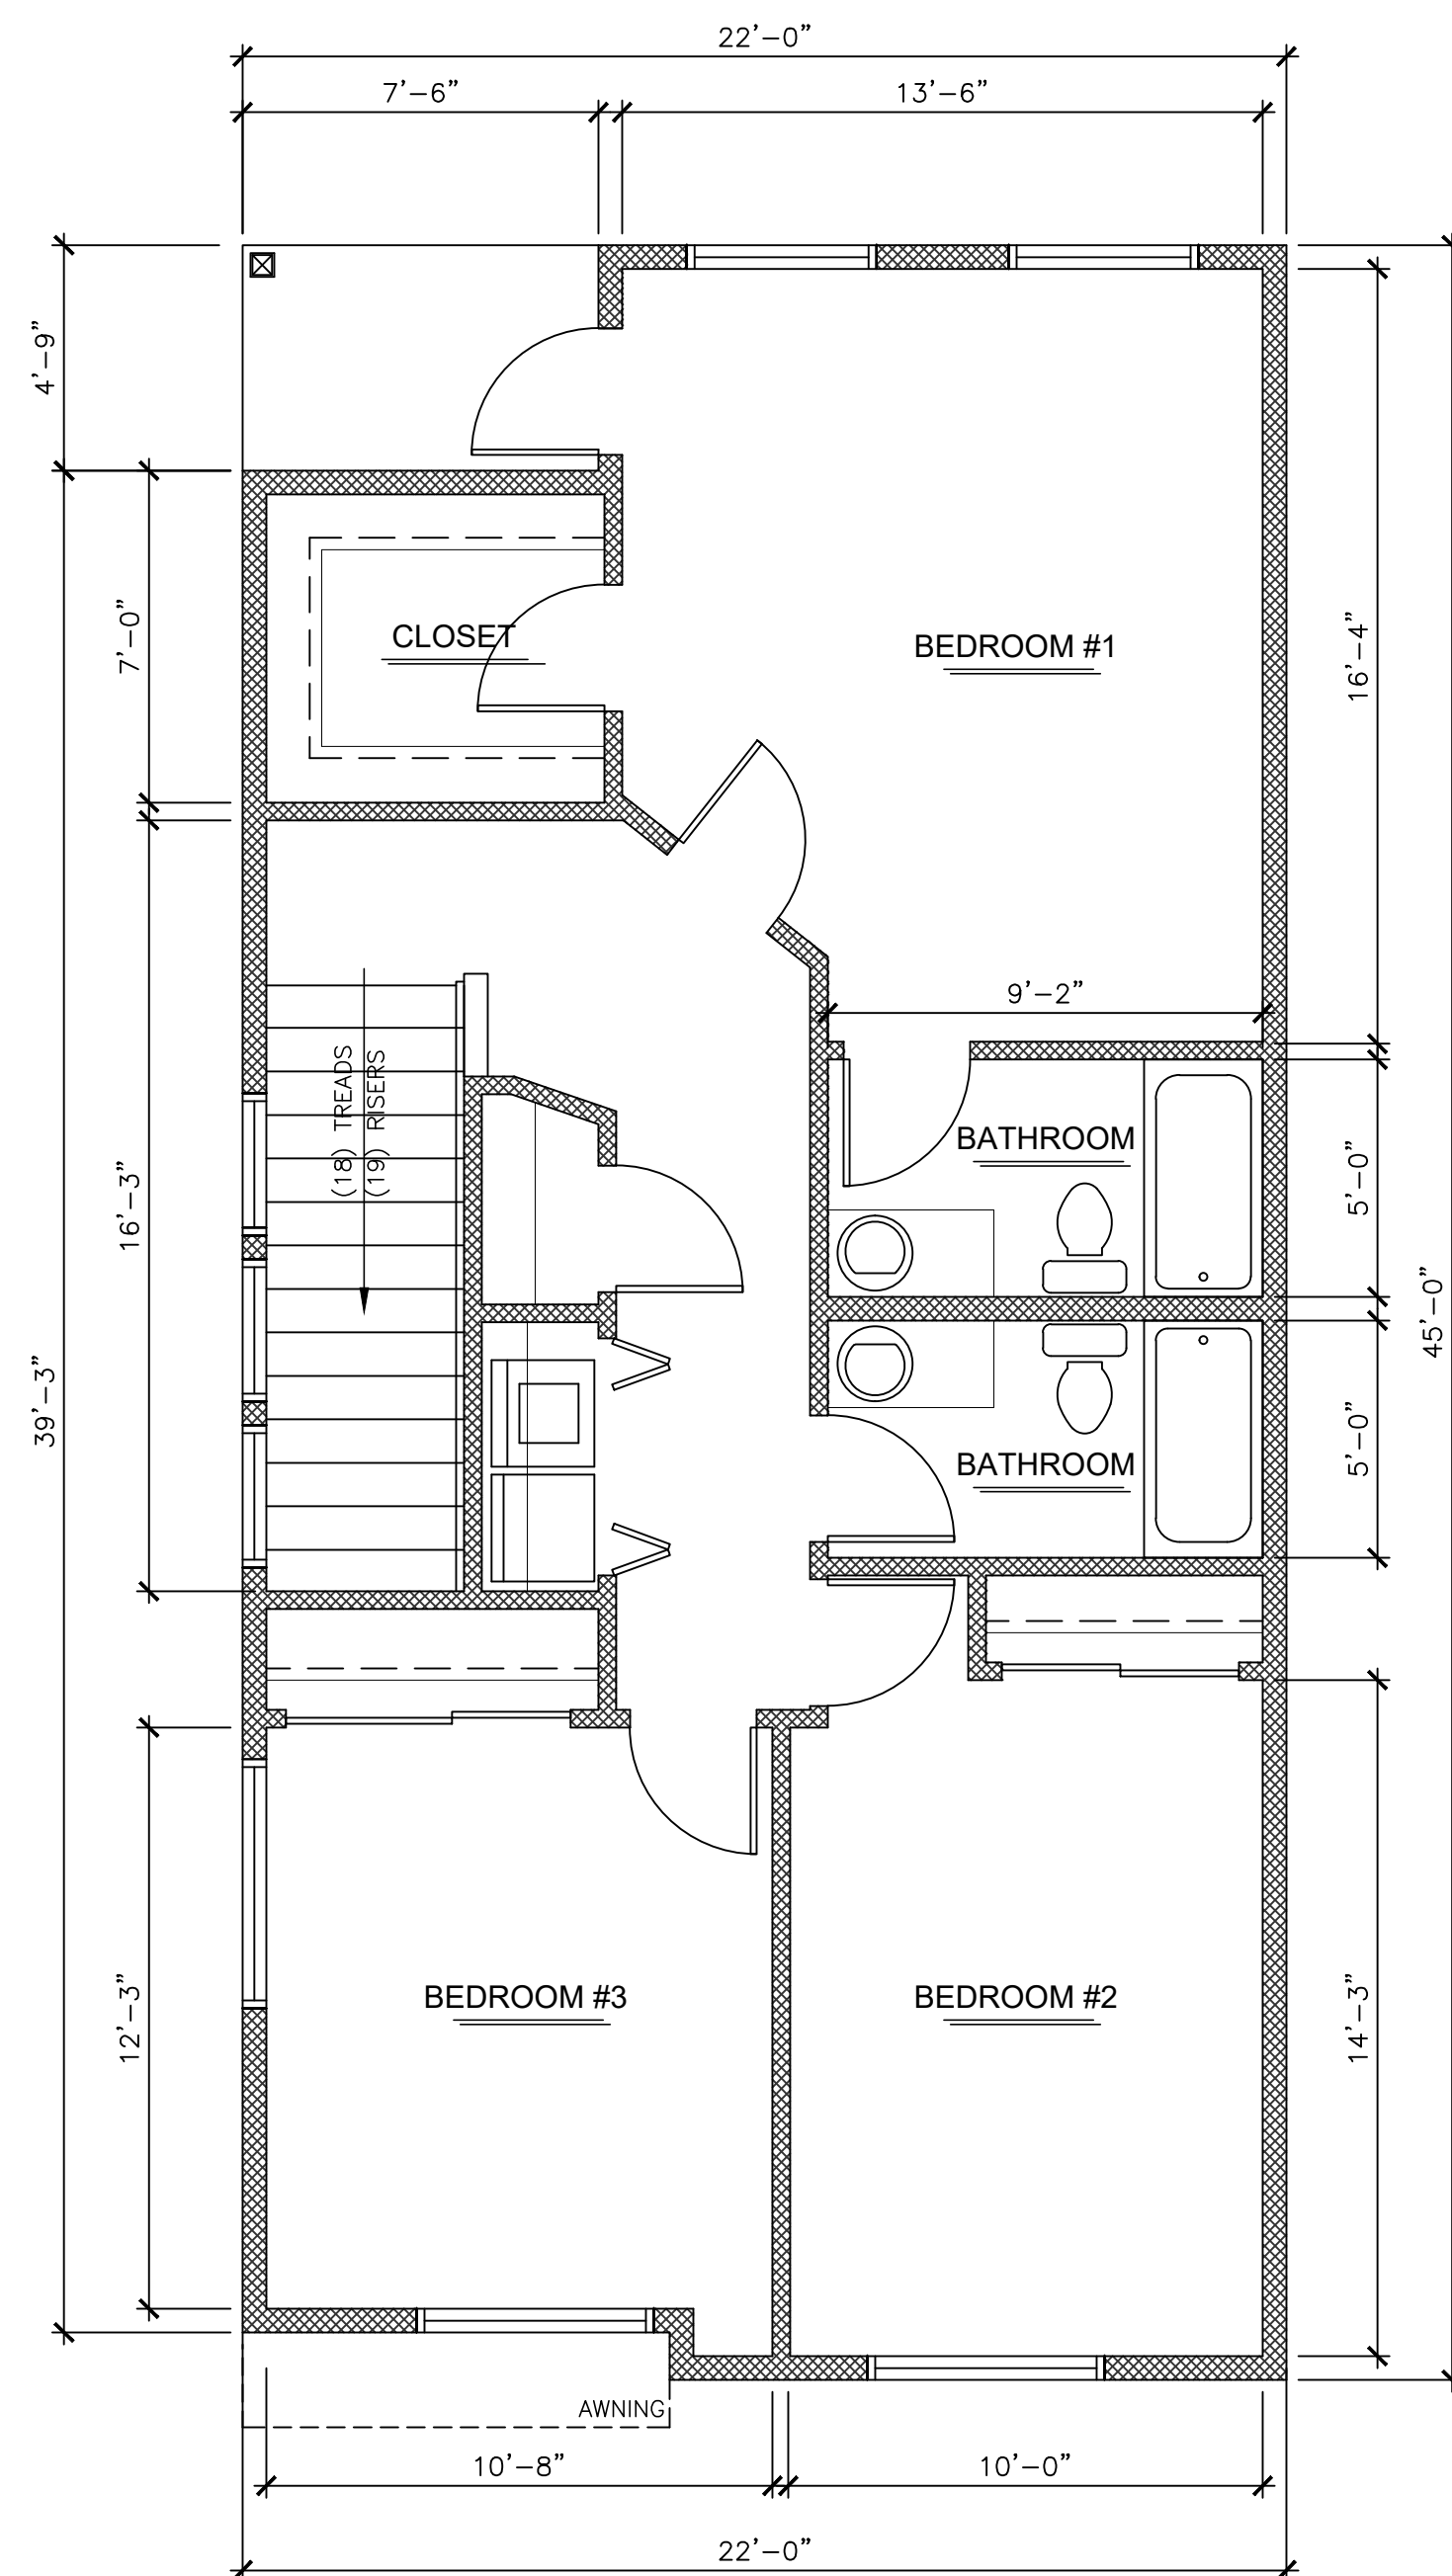 22'-0"
7'-6"
13'-6"
4'-9"
7'-0"
CLOSET
BEDROOM #1
16'-4"
9'-2"
(18) TREADS
(19) RISERS
BATHROOM
5'-0"
16'-3"
39'-3"
45'-0"
BATHROOM
5'-0"
12'-3"
BEDROOM #3
BEDROOM #2
14'-3"
AWNING
10'-8"
10'-0"
22'-0"